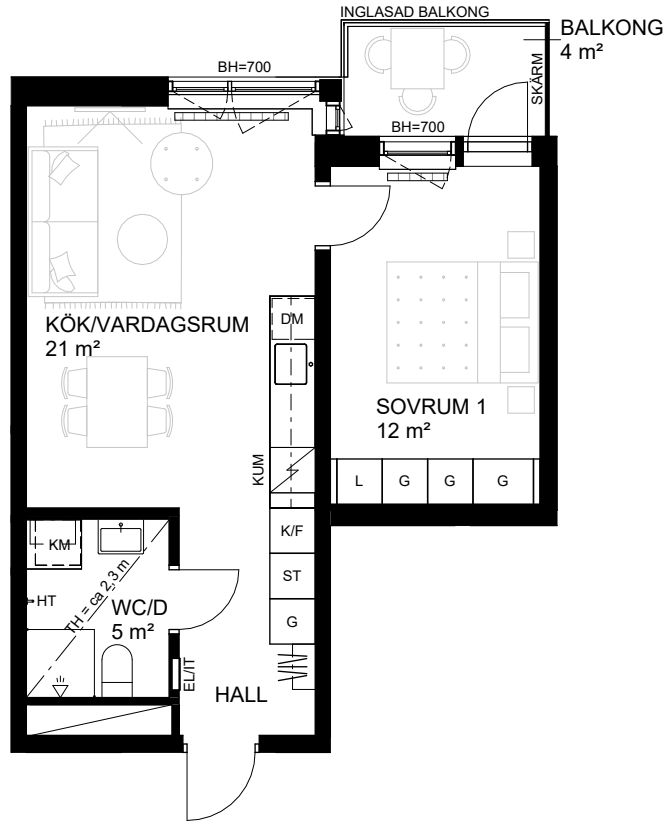 INGLASAD BALKONG
BALKONG
4 m²
BH=700
SKÄRM
BH=700
KÖK/VARDAGSRUM
21 m²
DM
SOVRUM 1
12 m²
KUM
L
G
G
G
K/F
KM
ST
HT
TH = ca 2,3 m
WC/D
5 m²
G
EL/IT
HALL